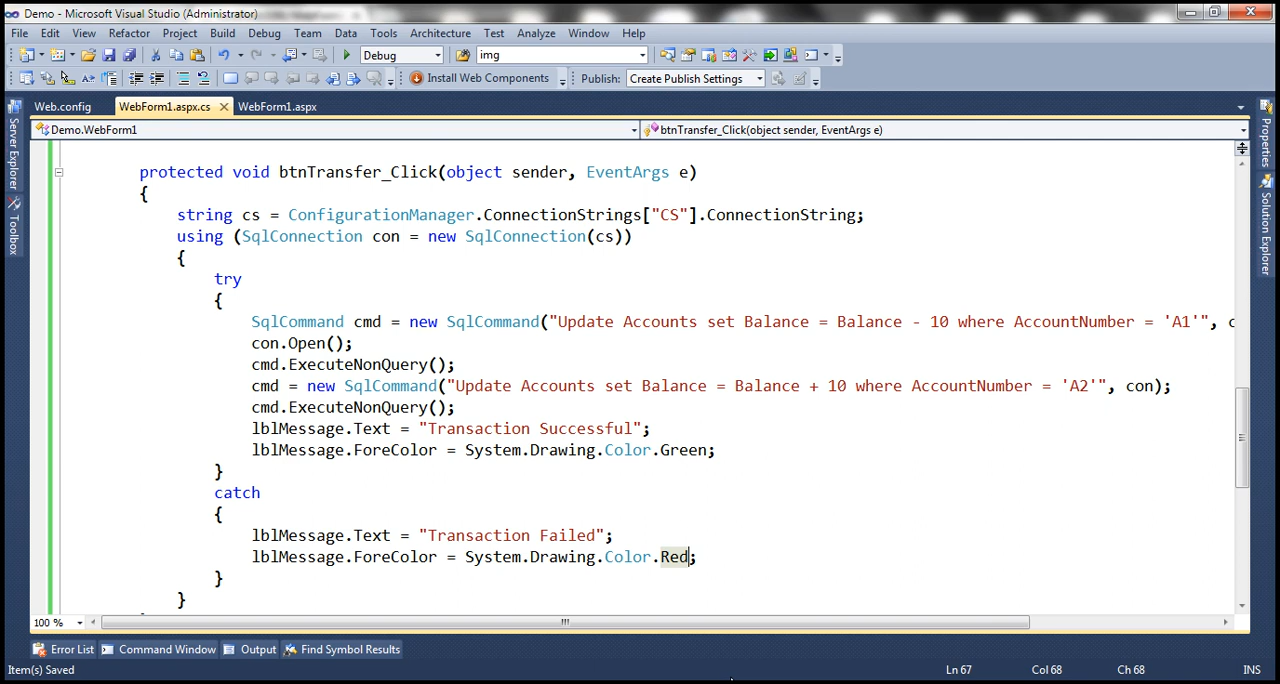 Demo - Microsoft Visual Studio (Administrator)
File Edit View Refactor Project Build Debug Team Data Tools Architecture Test Analyze Window Help
Debug img
Install Web Components Publish: Create Publish Settings
Web.config WebForm1.aspx.cs WebForm1.aspx
Demo.WebForm1 btnTransfer_Click(object sender, EventArgs e)
Server Explorer
Toolbox
Properties
Solution Explorer
protected void btnTransfer_Click(object sender, EventArgs e)
{
string cs = ConfigurationManager.ConnectionStrings["CS"].ConnectionString;
using (SqlConnection con = new SqlConnection(cs))
{
try
{
SqlCommand cmd = new SqlCommand("Update Accounts set Balance = Balance - 10 where AccountNumber = 'A1'", c
con.Open();
cmd.ExecuteNonQuery();
cmd = new SqlCommand("Update Accounts set Balance = Balance + 10 where AccountNumber = 'A2'", con);
cmd.ExecuteNonQuery();
lblMessage.Text = "Transaction Successful";
lblMessage.ForeColor = System.Drawing.Color.Green;
}
catch
{
lblMessage.Text = "Transaction Failed";
lblMessage.ForeColor = System.Drawing.Color.Red;
}
}
100 %
Error List Command Window Output Find Symbol Results
Item(s) Saved Ln 67 Col 68 Ch 68 INS